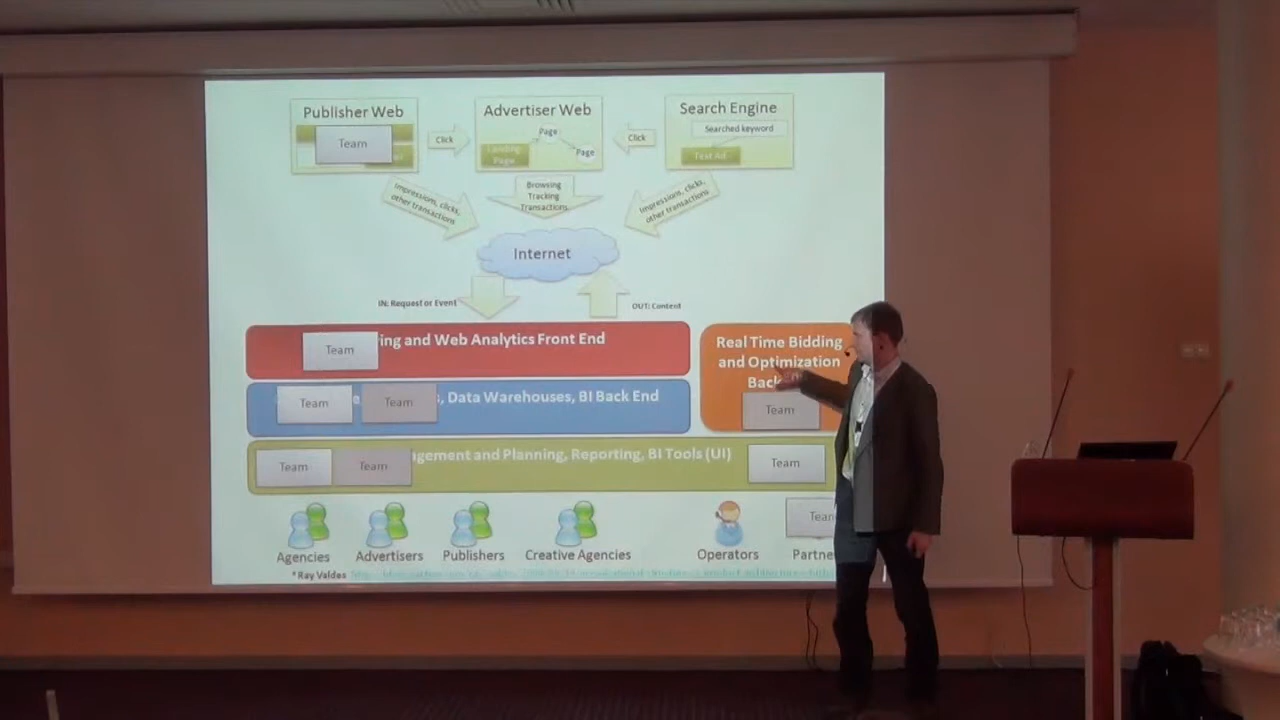 Publisher Web
Team
Click
Advertiser Web
Page
Landing
Page
Page
Click
Search Engine
Searched keyword
Text Ad
Impressions, clicks,
other transactions
Browsing
Tracking
Transactions
Impressions, clicks,
other transactions
Internet
IN: Request or Event
OUT: Context
Team
ing and Web Analytics Front End
Team
Team
s, Data Warehouses, BI Back End
Real Time Bidding
and Optimization
Back
Team
Team
Team
gement and Planning, Reporting, BI Tools (UI)
Team
Team
Agencies
Advertisers
Publishers
Creative Agencies
Operators
Partne
* Ray Valdes